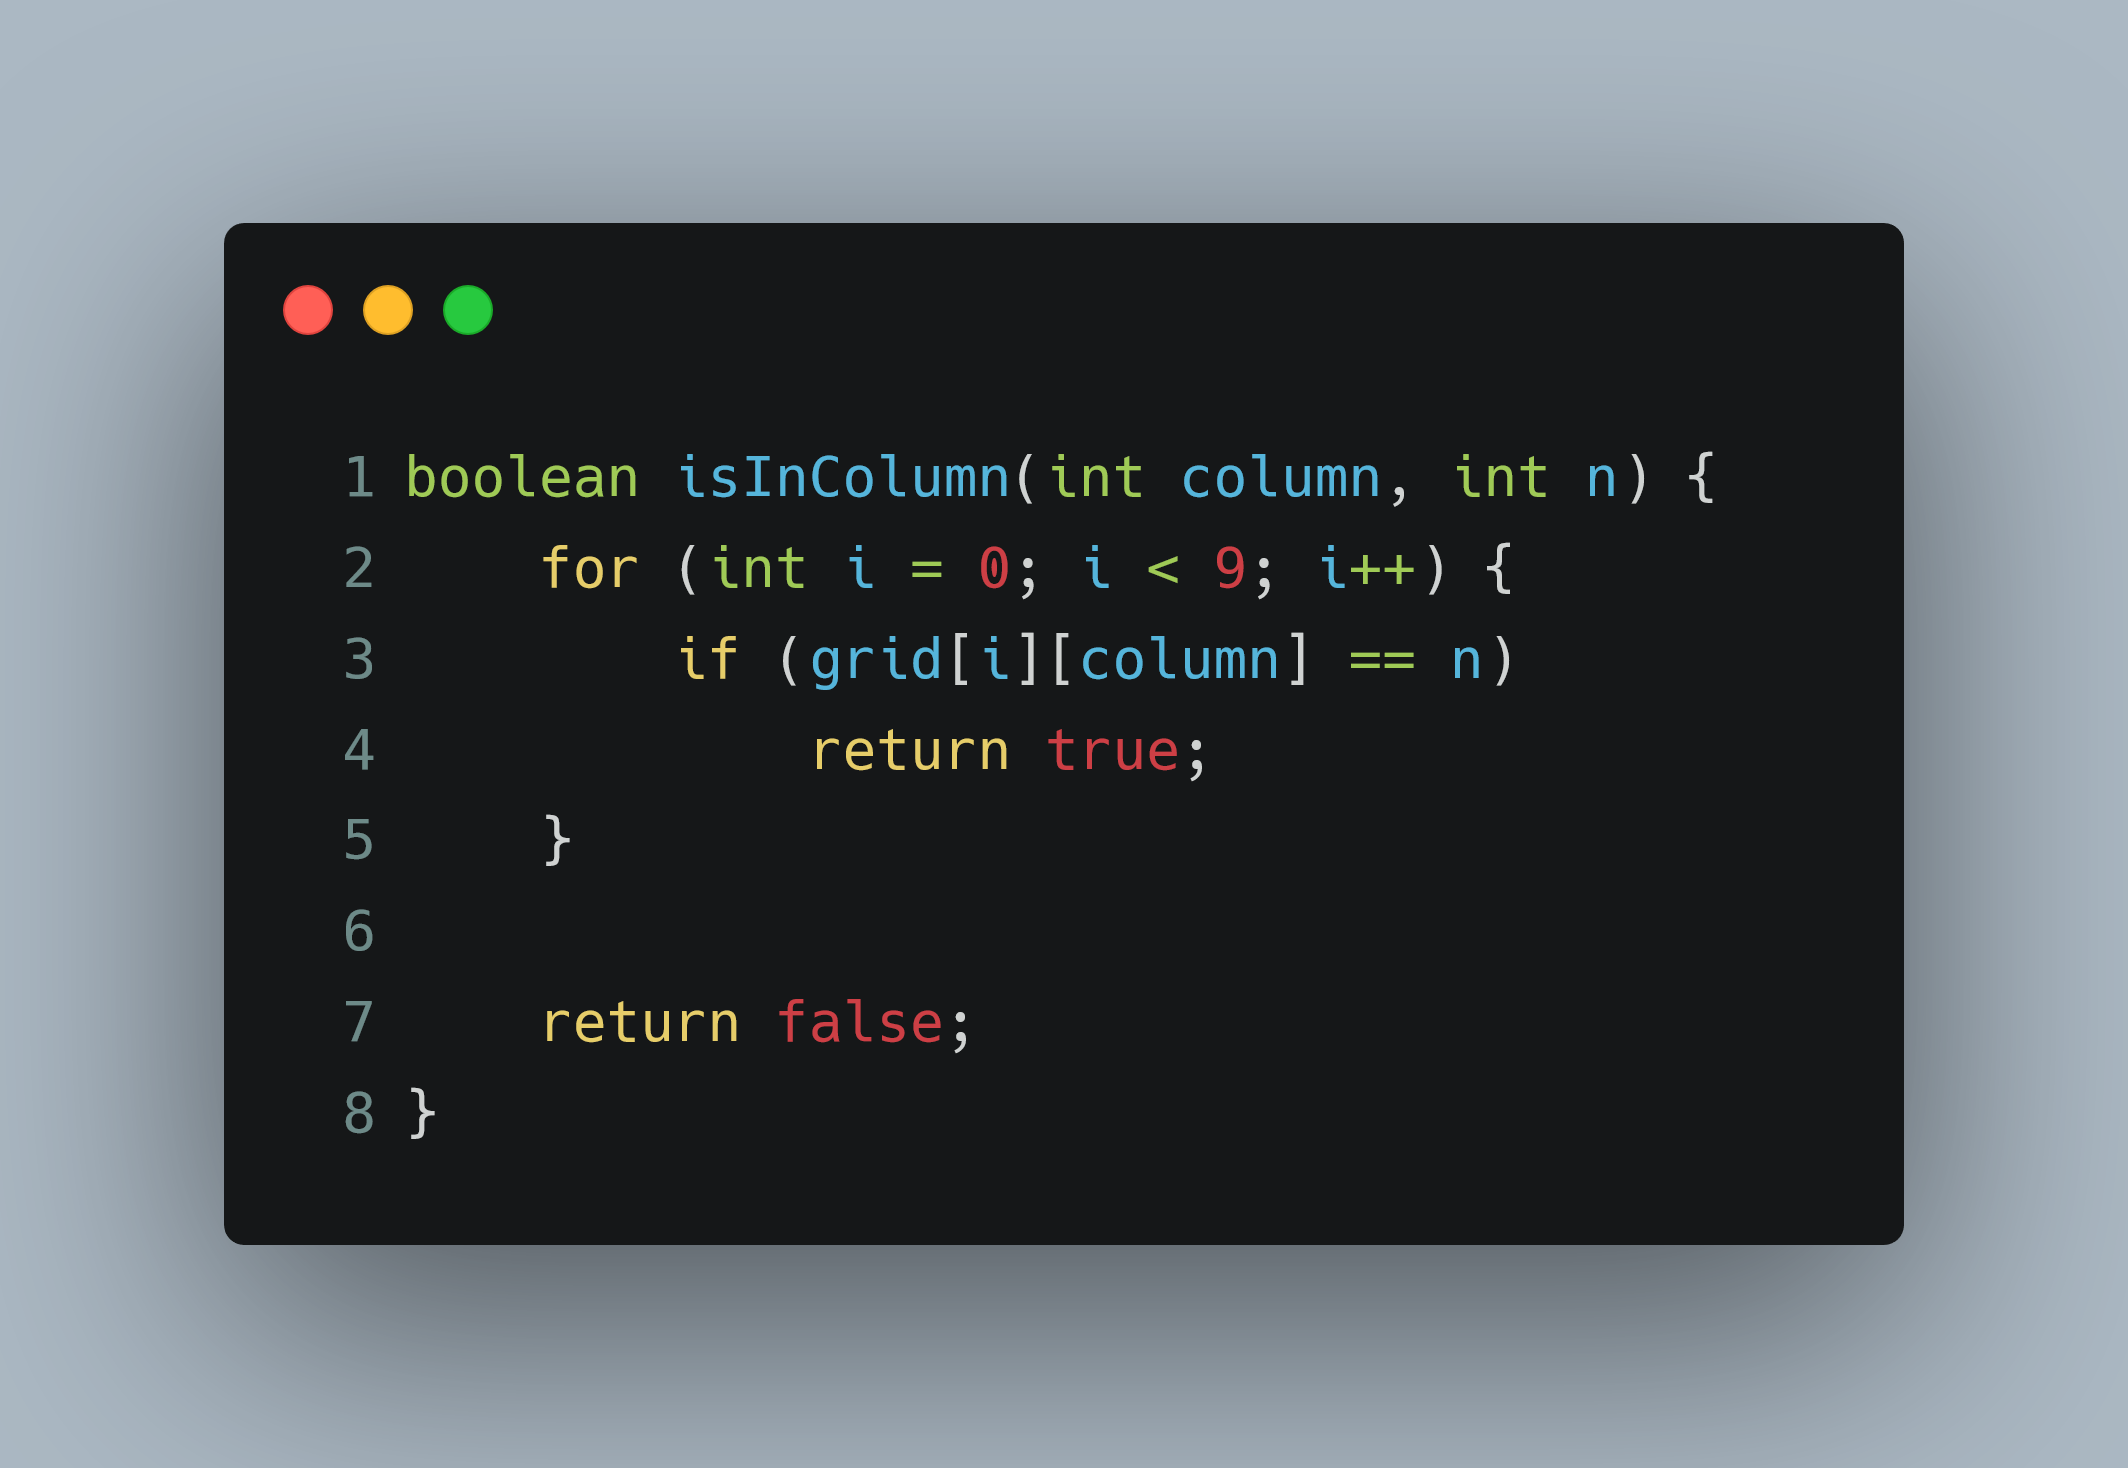 1 boolean isInColumn(int column, int n) {
2     for (int i = 0; i < 9; i++) {
3         if (grid[i][column] == n)
4             return true;
5     }
6
7     return false;
8 }